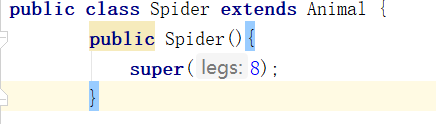 public class Spider extends Animal {
public Spider(){
super( legs: 8);
}